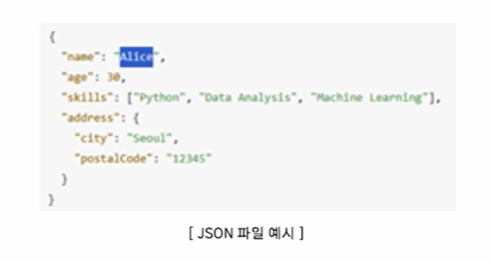 {
"name": "Alice",
"age": 30,
"skills": ["Python", "Data Analysis", "Machine Learning"],
"address": {
"city": "Seoul",
"postalCode": "12345"
}
}
[ JSON 파일 예시 ]